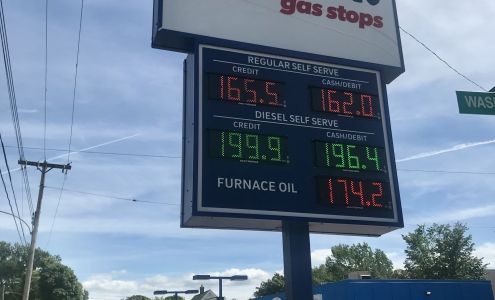 gas stops
REGULAR SELF SERVE
CREDIT CASH/DEBIT
165.5 162.0
DIESEL SELF SERVE
CREDIT CASH/DEBIT
199.9 196.4
FURNACE OIL 174.2
WAS